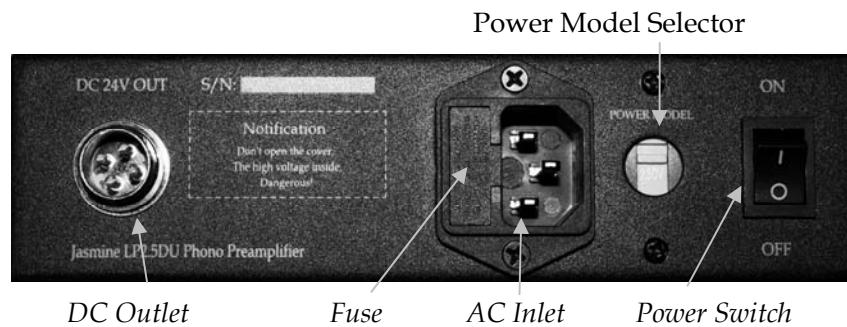 Power Model Selector
DC 24V OUT
S/N:
ON
POWER MODEL
Notification
Don't open the cover.
The high voltage inside.
Dangerous!
230V
I
O
Jasmine LP2.5DU Phono Preamplifier
OFF
DC Outlet
Fuse
AC Inlet
Power Switch